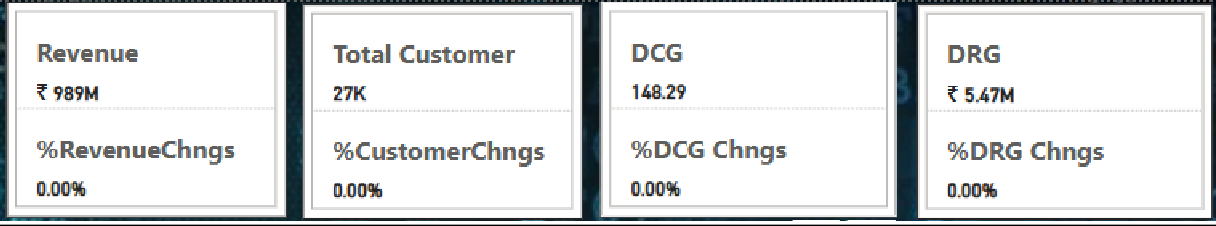 Revenue
₹ 989M
%RevenueChngs
0.00%
Total Customer
27K
%CustomerChngs
0.00%
DCG
148.29
%DCG Chngs
0.00%
DRG
₹ 5.47M
%DRG Chngs
0.00%